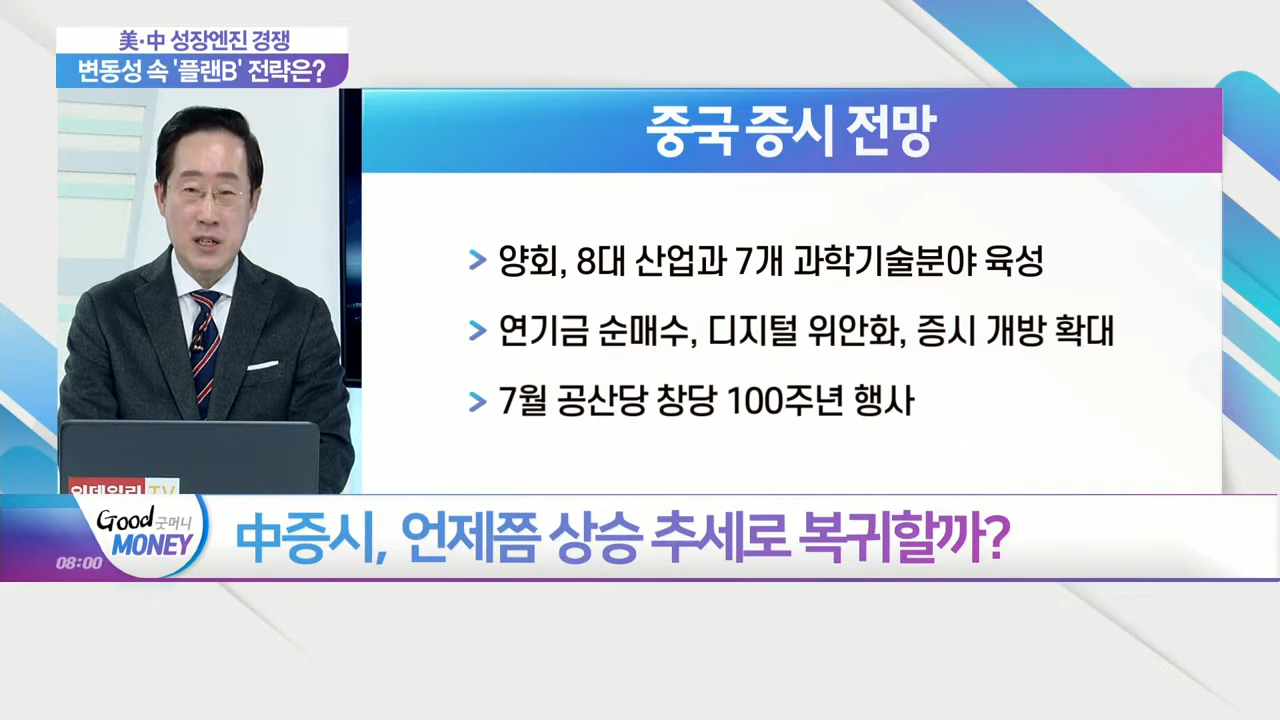 美·中 성장엔진 경쟁
변동성 속 '플랜B' 전략은?
중국 증시 전망
> 양회, 8대 산업과 7개 과학기술분야 육성
> 연기금 순매수, 디지털 위안화, 증시 개방 확대
> 7월 공산당 창당 100주년 행사
이데일리 TV
Good 굿머니
MONEY
08:00
中증시, 언제쯤 상승 추세로 복귀할까?